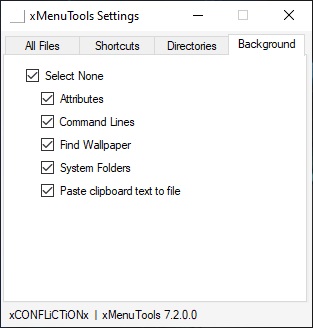 xMenuTools Settings
All Files Shortcuts Directories Background
Select None
Attributes
Command Lines
Find Wallpaper
System Folders
Paste clipboard text to file
xCONFLiCTiONx | xMenuTools 7.2.0.0